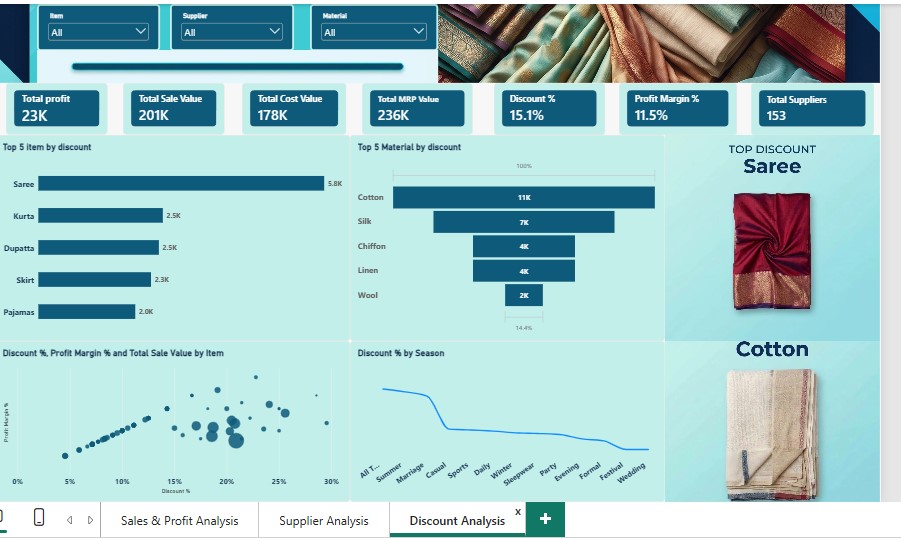 Item
Supplier
Material
All
All
All
Total profit
23K
Total Sale Value
201K
Total Cost Value
178K
Total MRP Value
236K
Discount %
15.1%
Profit Margin %
11.5%
Total Suppliers
153
Top 5 item by discount
Saree
5.8K
Kurta
2.5K
Dupatta
2.5K
Skirt
2.3K
Pajamas
2.0K
Top 5 Material by discount
100%
Cotton
11K
Silk
7K
Chiffon
4K
Linen
4K
Wool
2K
14.4%
TOP DISCOUNT
Saree
Cotton
Discount %, Profit Margin % and Total Sale Value by Item
Profit Margin %
0%
5%
10%
15%
20%
25%
30%
Discount %
Discount % by Season
All T...
Summer
Marriage
Casual
Sports
Daily
Winter
Sleepwear
Party
Evening
Formal
Festival
Wedding
Sales & Profit Analysis
Supplier Analysis
Discount Analysis
x
+